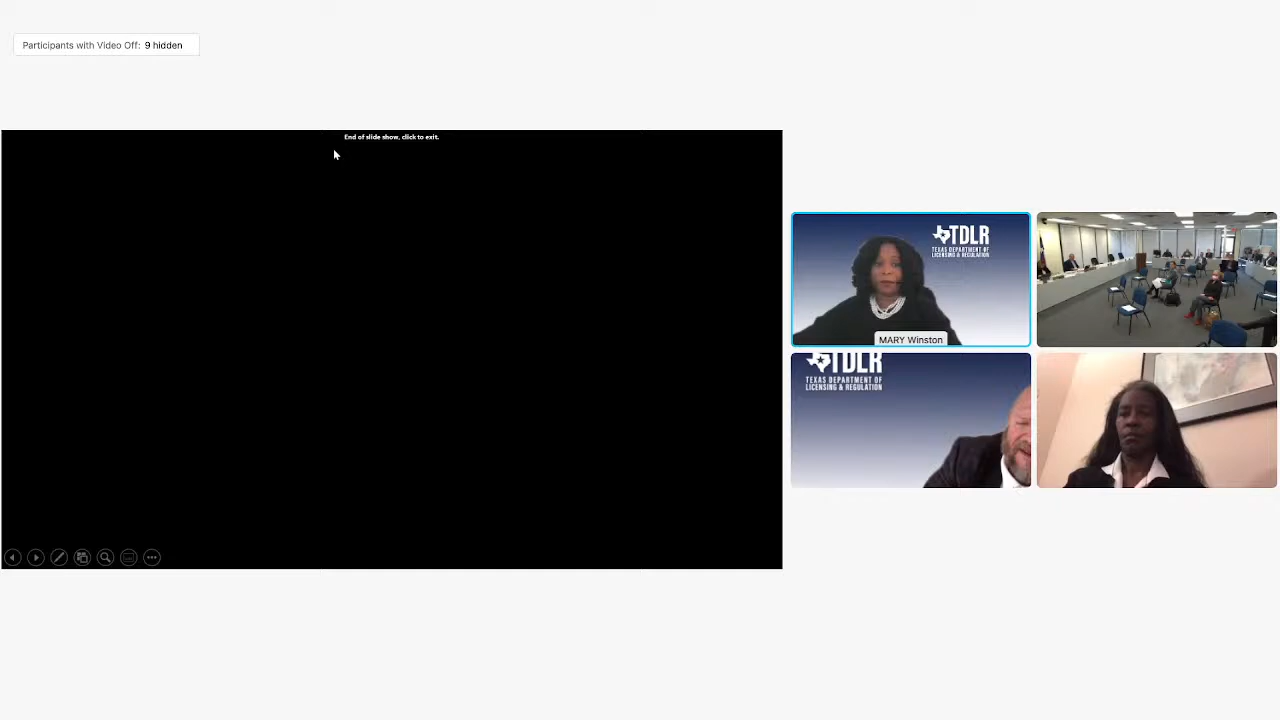 Participants with Video Off: 9 hidden
End of slide show, click to exit.
TDLR
TEXAS DEPARTMENT OF
LICENSING & REGULATION
MARY Winston
TDLR
TEXAS DEPARTMENT OF
LICENSING & REGULATION